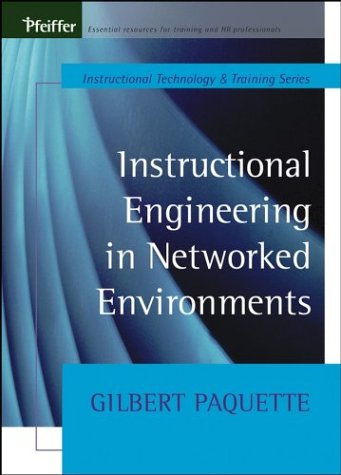 Pfeiffer
Essential resources for training and HR professionals
Instructional Technology & Training Series
Instructional
Engineering
in Networked
Environments
GILBERT PAQUETTE